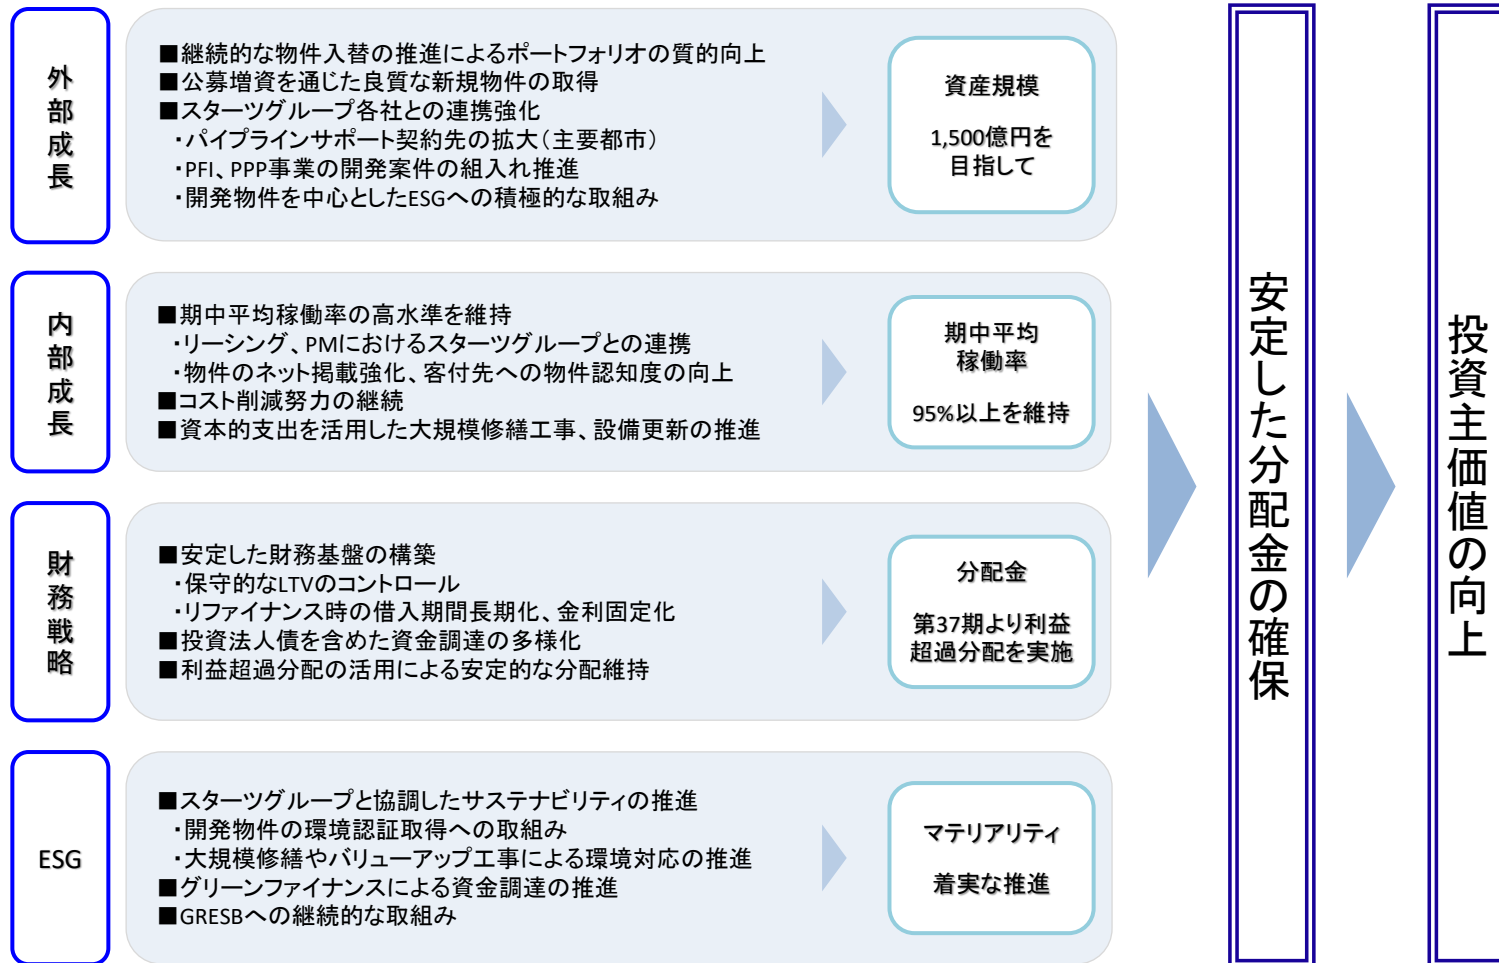 外部成長
■継続的な物件入替の推進によるポートフォリオの質的向上
■公募増資を通じた良質な新規物件の取得
■スターツグループ各社との連携強化
・パイプラインサポート契約先の拡大（主要都市）
・PFI、PPP事業の開発案件の組入れ推進
・開発物件を中心としたESGへの積極的な取組み
資産規模
1,500億円を
目指して
内部成長
■期中平均稼働率の高水準を維持
・リーシング、PMにおけるスターツグループとの連携
・物件のネット掲載強化、客付先への物件認知度の向上
■コスト削減努力の継続
■資本的支出を活用した大規模修繕工事、設備更新の推進
期中平均
稼働率
95%以上を維持
財務戦略
■安定した財務基盤の構築
・保守的なLTVのコントロール
・リファイナンス時の借入期間長期化、金利固定化
■投資法人債を含めた資金調達の多様化
■利益超過分配の活用による安定的な分配維持
分配金
第37期より利益
超過分配を実施
ESG
■スターツグループと協調したサステナビリティの推進
・開発物件の環境認証取得への取組み
・大規模修繕やバリューアップ工事による環境対応の推進
■グリーンファイナンスによる資金調達の推進
■GRESBへの継続的な取組み
マテリアリティ
着実な推進
安定した分配金の確保
投資主価値の向上